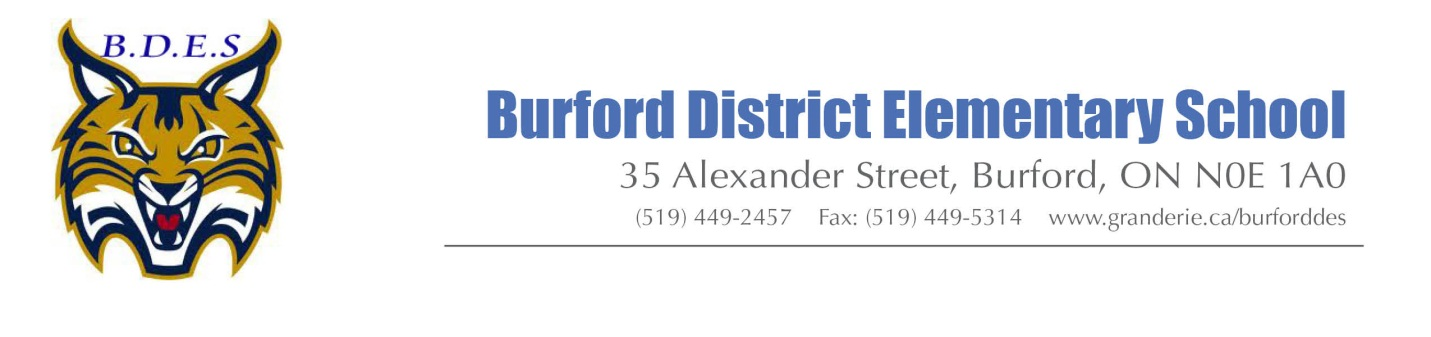 B.D.E.S
Burford District Elementary School
35 Alexander Street, Burford, ON N0E 1A0
(519) 449-2457 Fax: (519) 449-5314 www.granderie.ca/burforddes